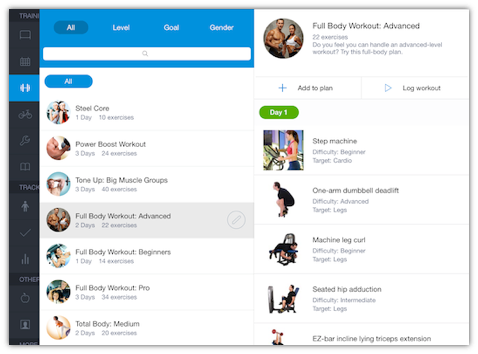 TRAINI
TRACK
OTHE
MORE
All Level Goal Gender
All
Steel Core
1 Day 10 exercises
Power Boost Workout
3 Days 24 exercises
Tone Up: Big Muscle Groups
3 Days 40 exercises
Full Body Workout: Advanced
2 Days 22 exercises
Full Body Workout: Beginners
1 Day 14 exercises
Full Body Workout: Pro
3 Days 34 exercises
Total Body: Medium
2 Days 20 exercises
Full Body Workout: Advanced
22 exercises
Do you feel you can handle an advanced-level
workout? Try this full-body plan.
Add to plan
Log workout
Day 1
Step machine
Difficulty: Beginner
Target: Cardio
One-arm dumbbell deadlift
Difficulty: Advanced
Target: Legs
Machine leg curl
Difficulty: Beginner
Target: Legs
Seated hip adduction
Difficulty: Intermediate
Target: Legs
EZ-bar incline lying triceps extension